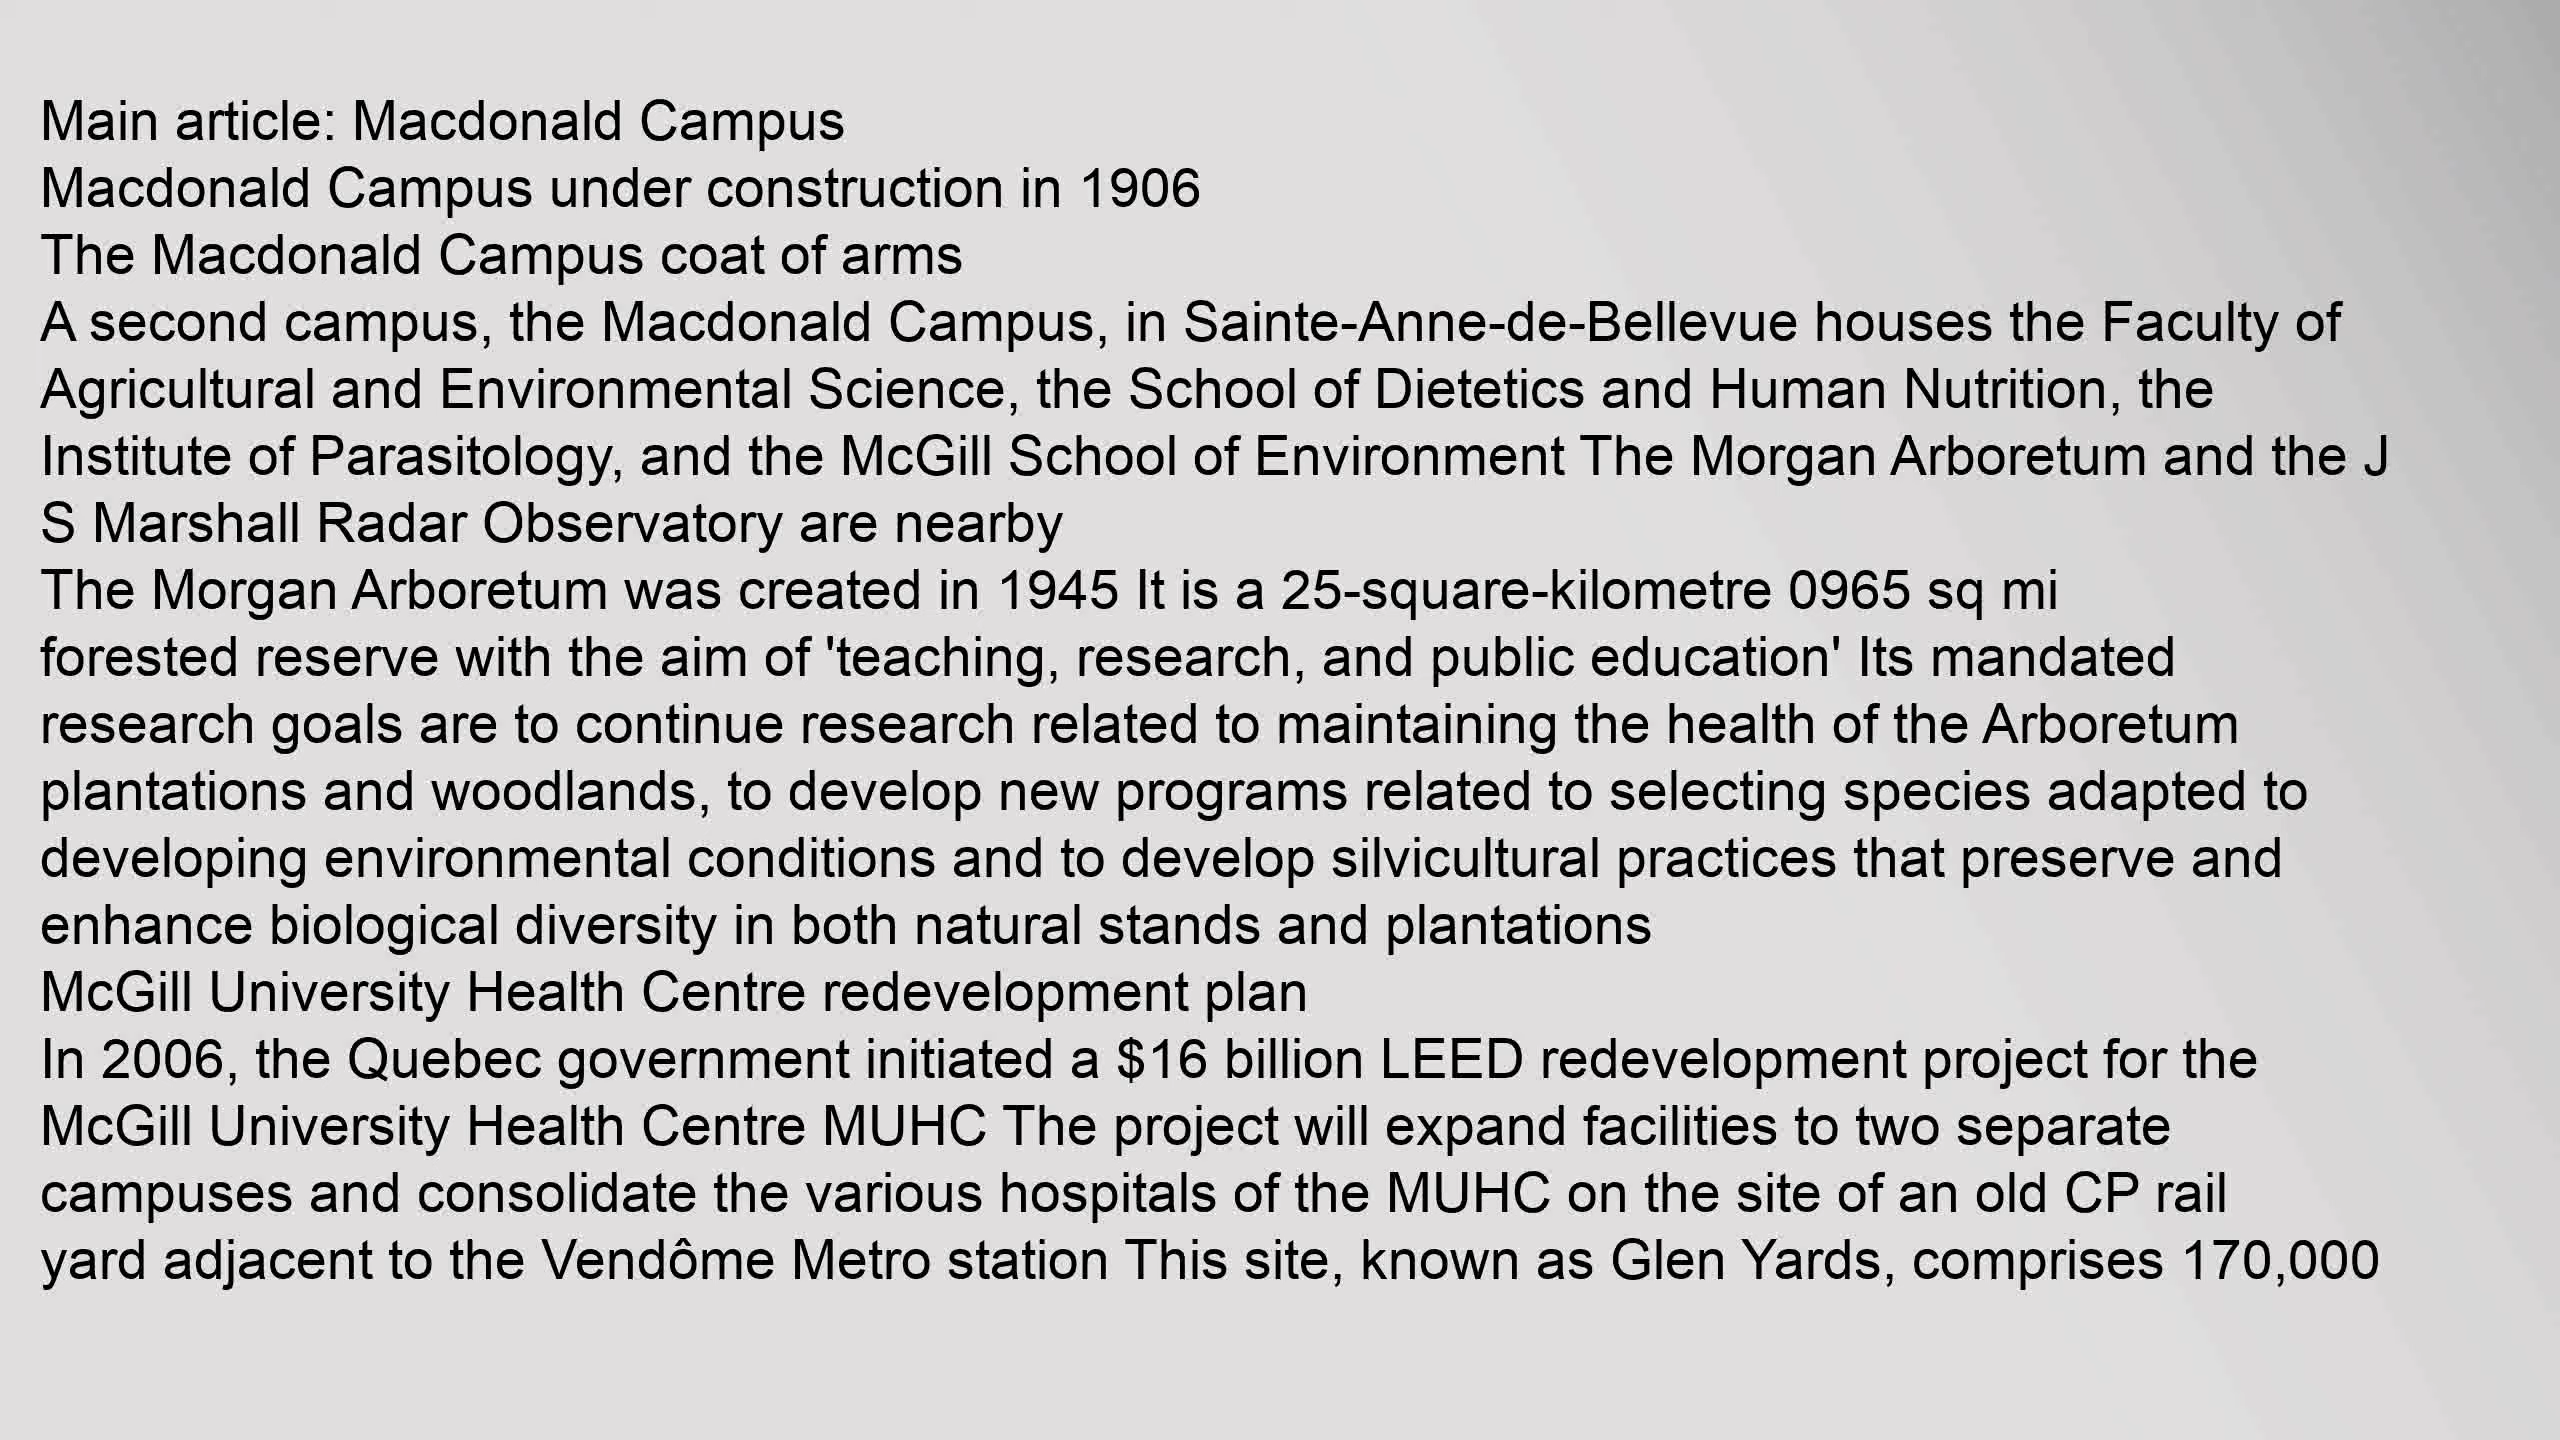 Main article: Macdonald Campus
Macdonald Campus under construction in 1906
The Macdonald Campus coat of arms
A second campus, the Macdonald Campus, in Sainte-Anne-de-Bellevue houses the Faculty of
Agricultural and Environmental Science, the School of Dietetics and Human Nutrition, the
Institute of Parasitology, and the McGill School of Environment The Morgan Arboretum and the J
S Marshall Radar Observatory are nearby
The Morgan Arboretum was created in 1945 It is a 25-square-kilometre 0965 sq mi
forested reserve with the aim of 'teaching, research, and public education' Its mandated
research goals are to continue research related to maintaining the health of the Arboretum
plantations and woodlands, to develop new programs related to selecting species adapted to
developing environmental conditions and to develop silvicultural practices that preserve and
enhance biological diversity in both natural stands and plantations
McGill University Health Centre redevelopment plan
In 2006, the Quebec government initiated a $16 billion LEED redevelopment project for the
McGill University Health Centre MUHC The project will expand facilities to two separate
campuses and consolidate the various hospitals of the MUHC on the site of an old CP rail
yard adjacent to the Vendôme Metro station This site, known as Glen Yards, comprises 170,000